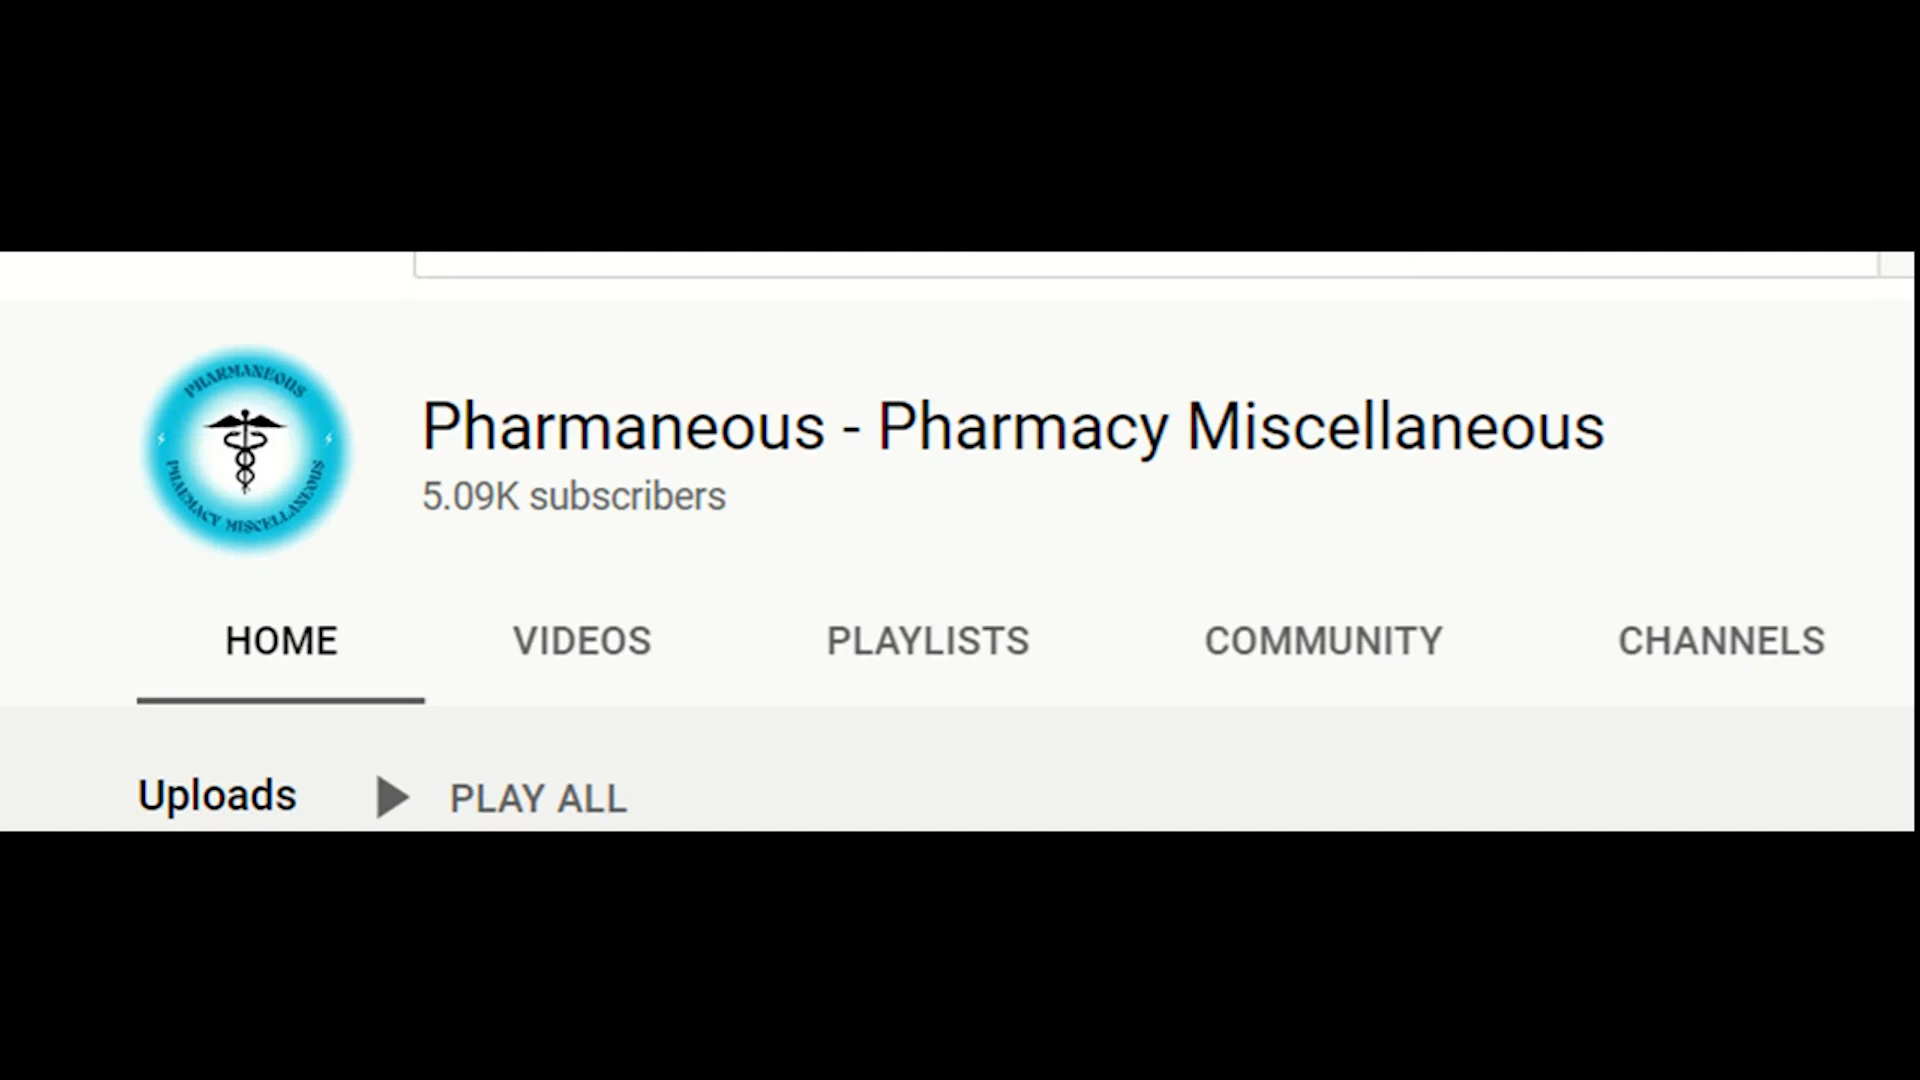 PHARMANEOUS
PHARMACY MISCELLANEOUS
Pharmaneous - Pharmacy Miscellaneous
5.09K subscribers
HOME VIDEOS PLAYLISTS COMMUNITY CHANNELS
Uploads PLAY ALL